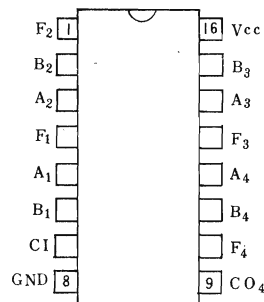 F₂ 1 16 Vcc
B₂ B₃
A₂ A₃
F₁ F₃
A₁ A₄
B₁ B₄
CI F₄
GND 8 9 CO₄